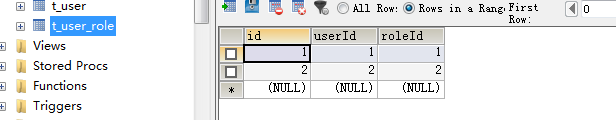 t_user
t_user_role
Views
Stored Procs
Functions
Triggers
All Row: Rows in a Rang First Row: 0
id userId roleId
1 1 1
2 2 2
* (NULL) (NULL) (NULL)